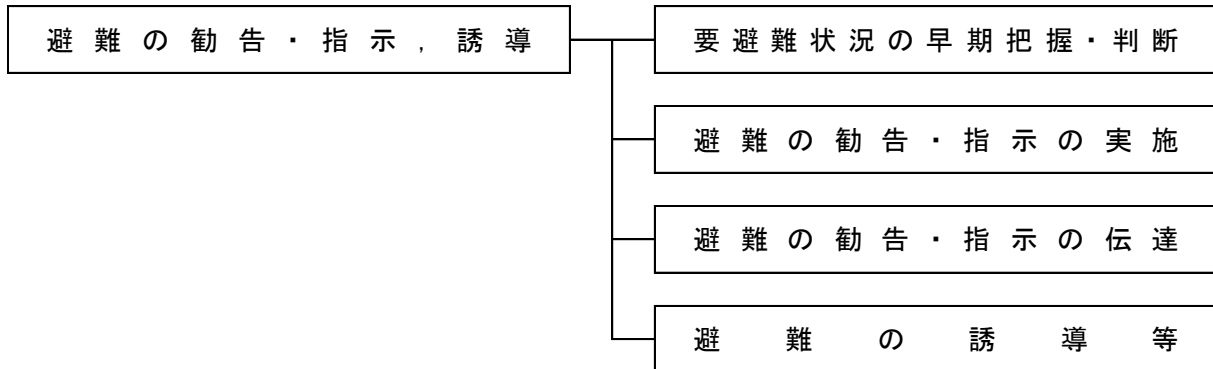 避難の勧告・指示，誘導
要避難状況の早期把握・判断
避難の勧告・指示の実施
避難の勧告・指示の伝達
避難の誘導等